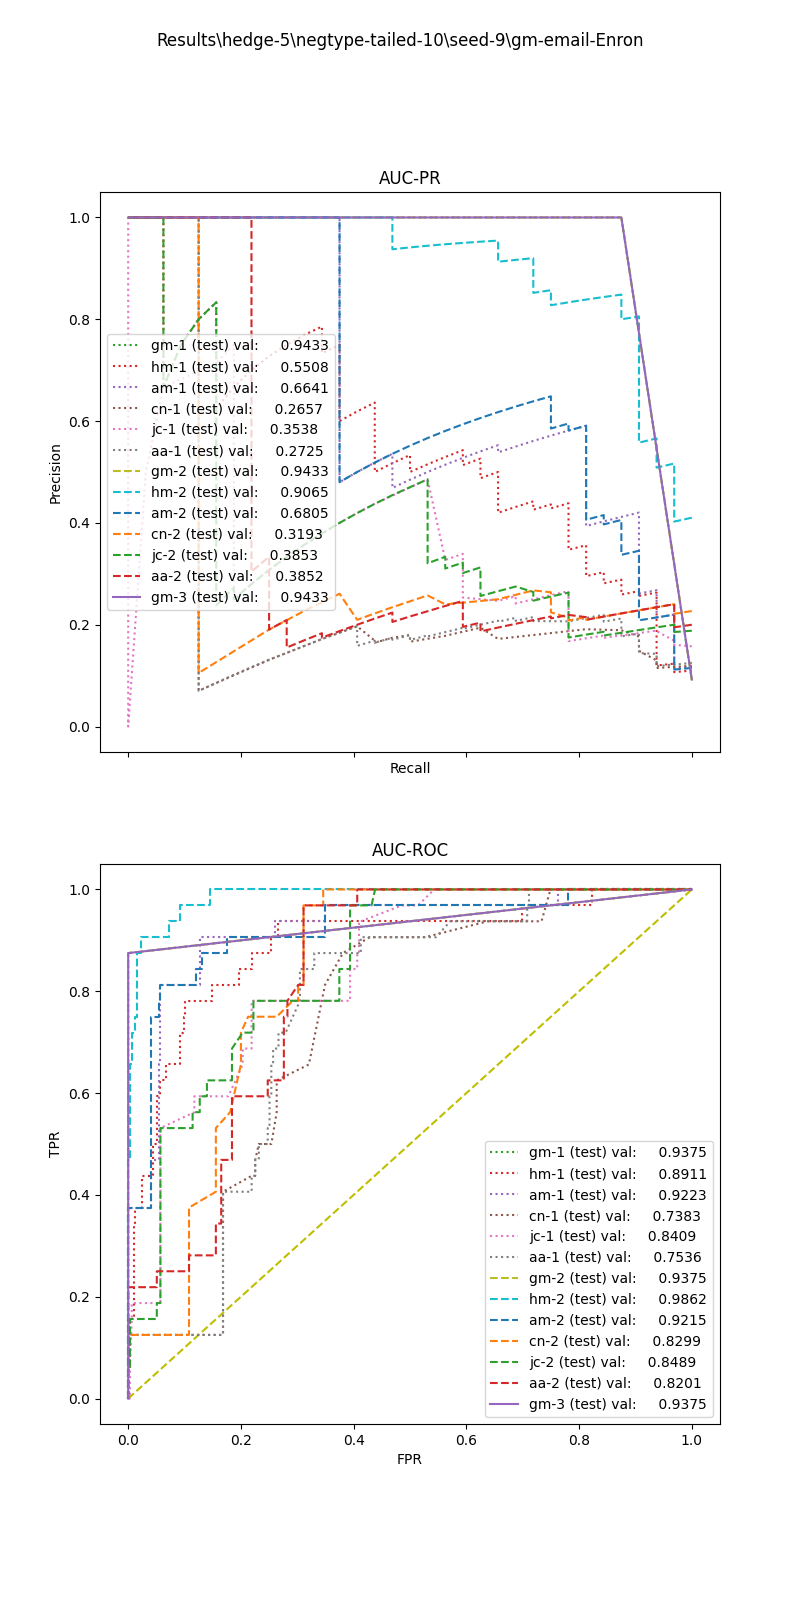 Results\hedge-5\negtype-tailed-10\seed-9\gm-email-Enron
AUC-PR
Precision
1.0
0.8
0.6
0.4
0.2
0.0
gm-1 (test) val: 0.9433
hm-1 (test) val: 0.5508
am-1 (test) val: 0.6641
cn-1 (test) val: 0.2657
jc-1 (test) val: 0.3538
aa-1 (test) val: 0.2725
gm-2 (test) val: 0.9433
hm-2 (test) val: 0.9065
am-2 (test) val: 0.6805
cn-2 (test) val: 0.3193
jc-2 (test) val: 0.3853
aa-2 (test) val: 0.3852
gm-3 (test) val: 0.9433
Recall
AUC-ROC
TPR
1.0
0.8
0.6
0.4
0.2
0.0
gm-1 (test) val: 0.9375
hm-1 (test) val: 0.8911
am-1 (test) val: 0.9223
cn-1 (test) val: 0.7383
jc-1 (test) val: 0.8409
aa-1 (test) val: 0.7536
gm-2 (test) val: 0.9375
hm-2 (test) val: 0.9862
am-2 (test) val: 0.9215
cn-2 (test) val: 0.8299
jc-2 (test) val: 0.8489
aa-2 (test) val: 0.8201
gm-3 (test) val: 0.9375
0.0 0.2 0.4 0.6 0.8 1.0
FPR